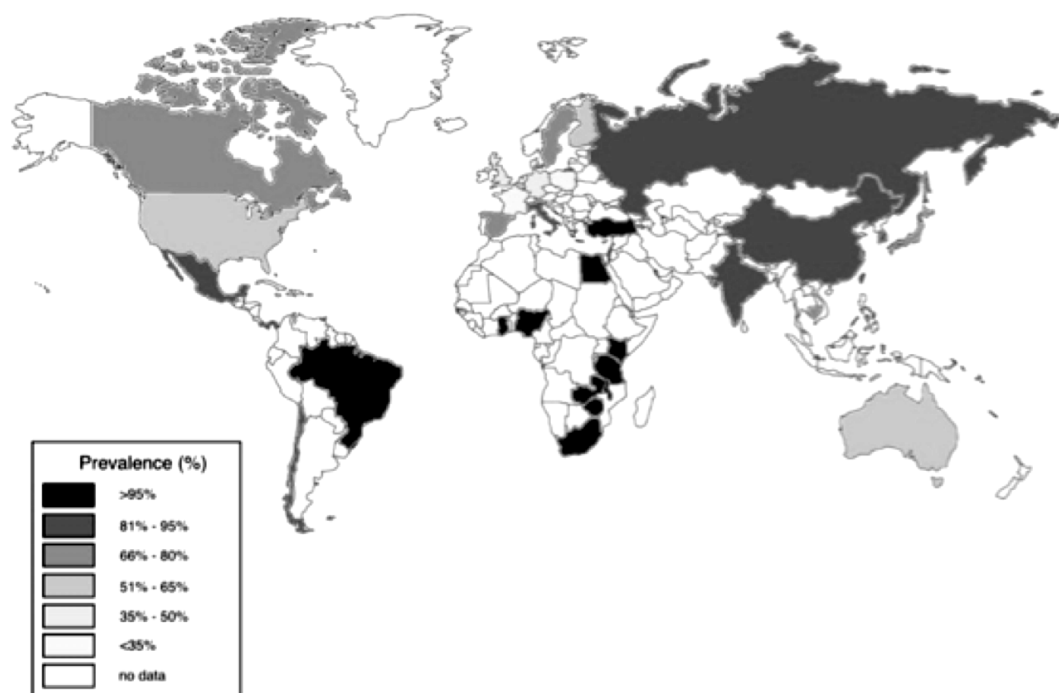 Prevalence (%)
>95%
81% - 95%
66% - 80%
51% - 65%
35% - 50%
<35%
no data